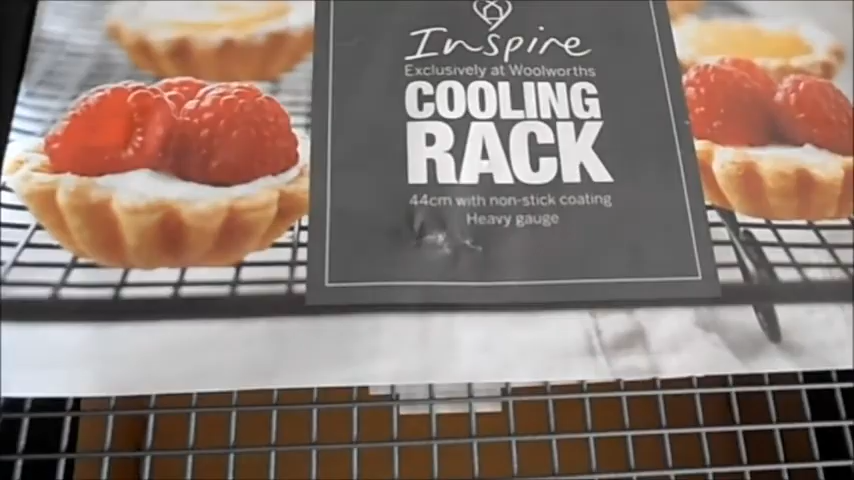 Inspire
Exclusively at Woolworths
COOLING
RACK
44cm with non-stick coating
Heavy gauge